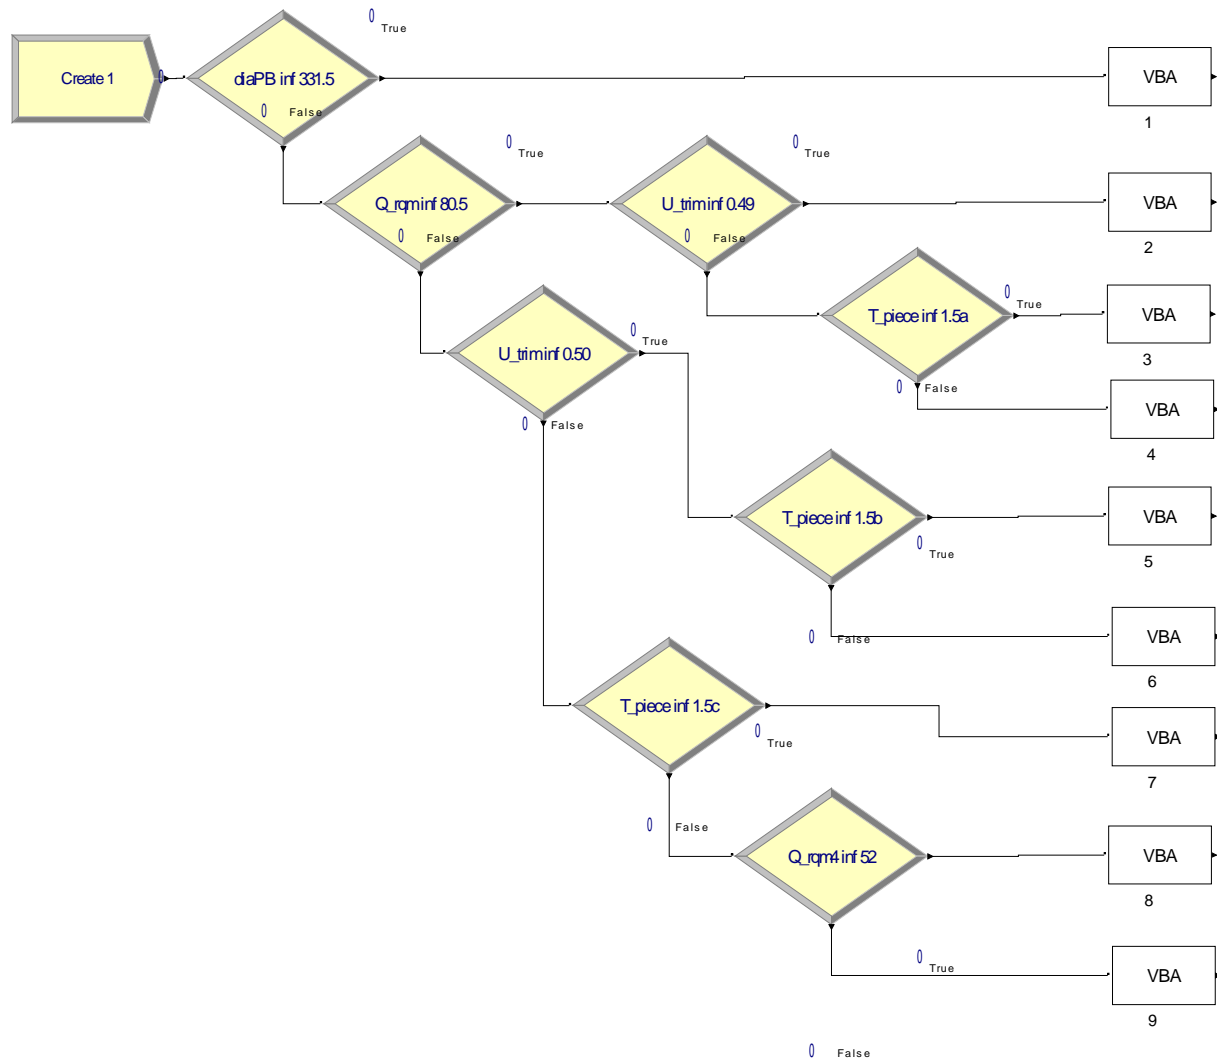 0
True
Create 1
0
diaPB inf 331.5
0
False
VBA
1
0
True
0
True
Q_rqm inf 80.5
0
False
U_trim inf 0.49
0
False
VBA
2
T_piece inf 1.5a
0
True
0
False
VBA
3
U_trim inf 0.50
0
True
0
False
VBA
4
T_piece inf 1.5b
0
True
VBA
5
0
False
VBA
6
T_piece inf 1.5c
0
True
VBA
7
0
False
Q_rqm4 inf 52
VBA
8
0
True
VBA
9
0
False